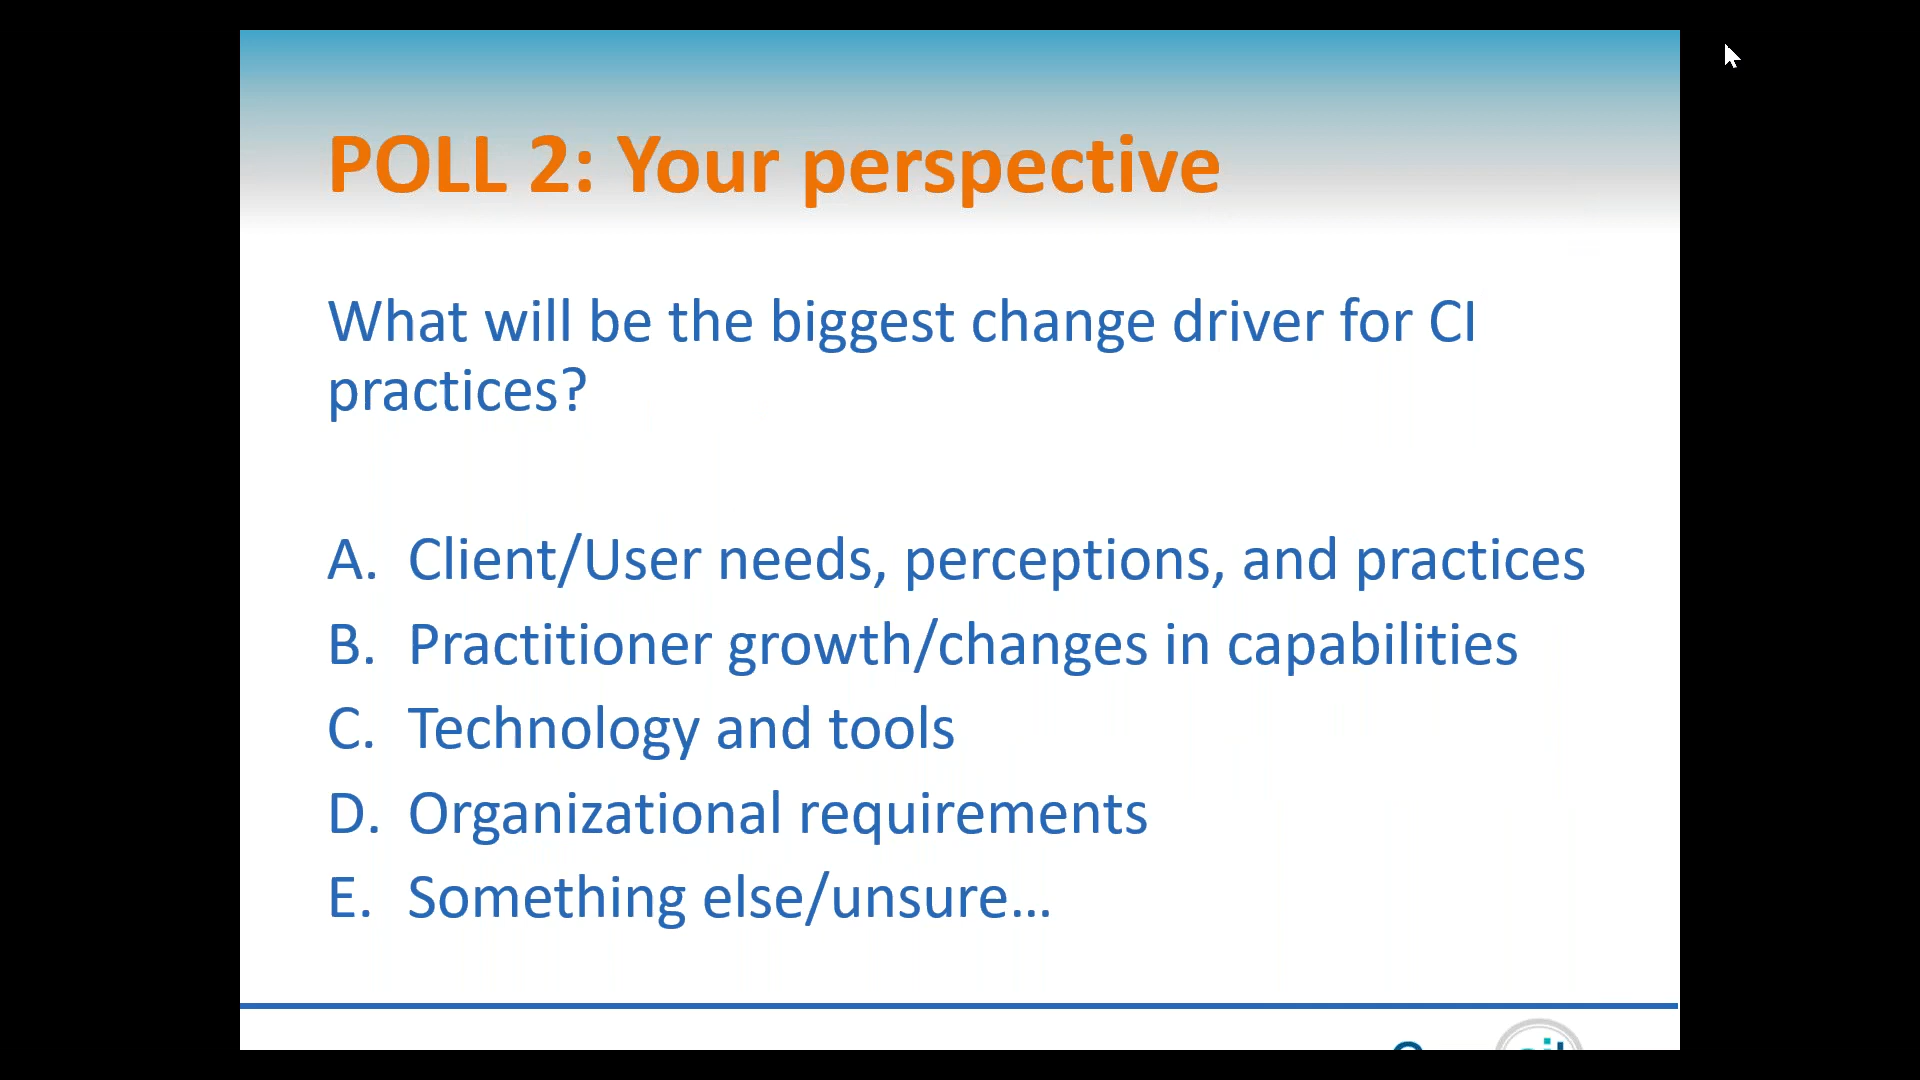 POLL 2: Your perspective
What will be the biggest change driver for CI
practices?
A. Client/User needs, perceptions, and practices
B. Practitioner growth/changes in capabilities
C. Technology and tools
D. Organizational requirements
E. Something else/unsure...